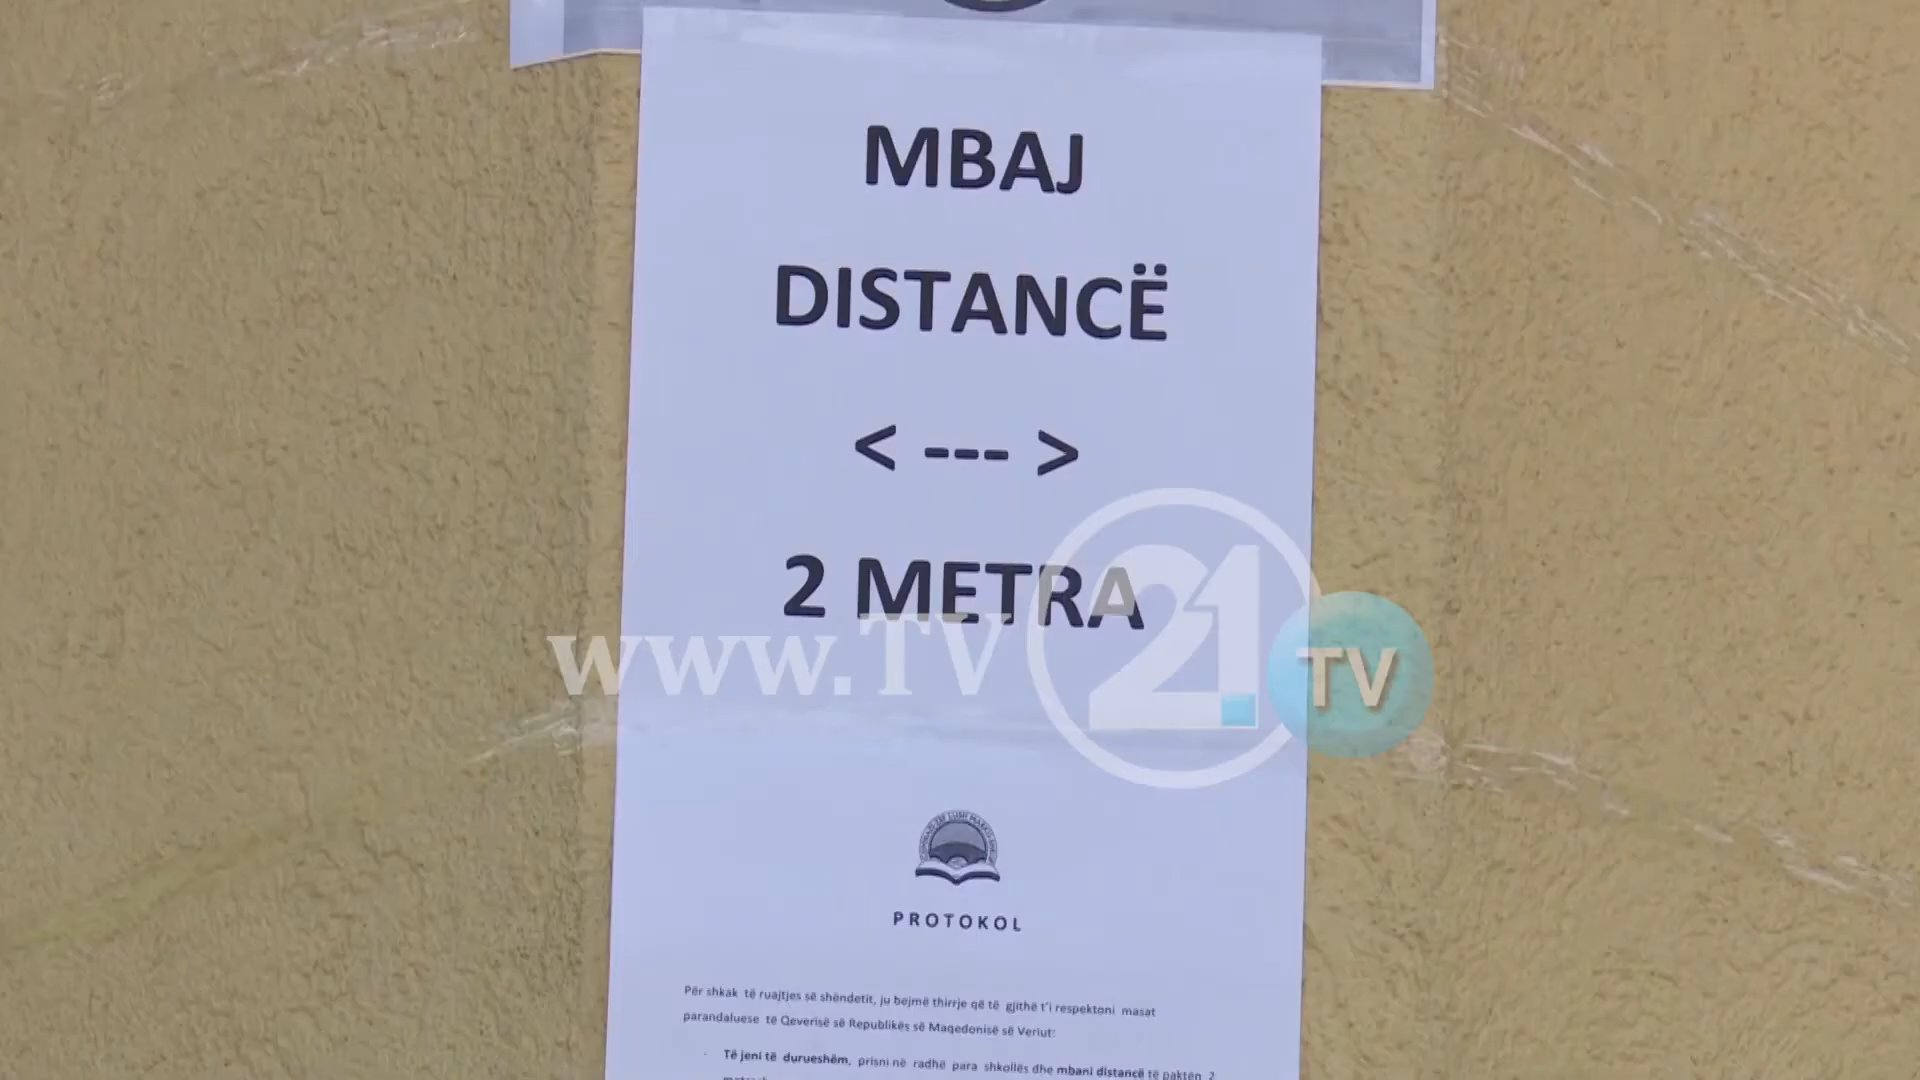 MBAJ
DISTANCË
< --- >
2 METRA
www.TV21.TV
PROTOKOL
Për shkak të ruajtjes së shëndetit, ju bejmë thirrje që të gjithë t'i respektoni masat
parandaluese të Qeverisë së Republikës së Maqedonisë së Veriut:
- Të jeni të durueshëm, prisni në radhë para shkollës dhe mbani distancë të paktën 2